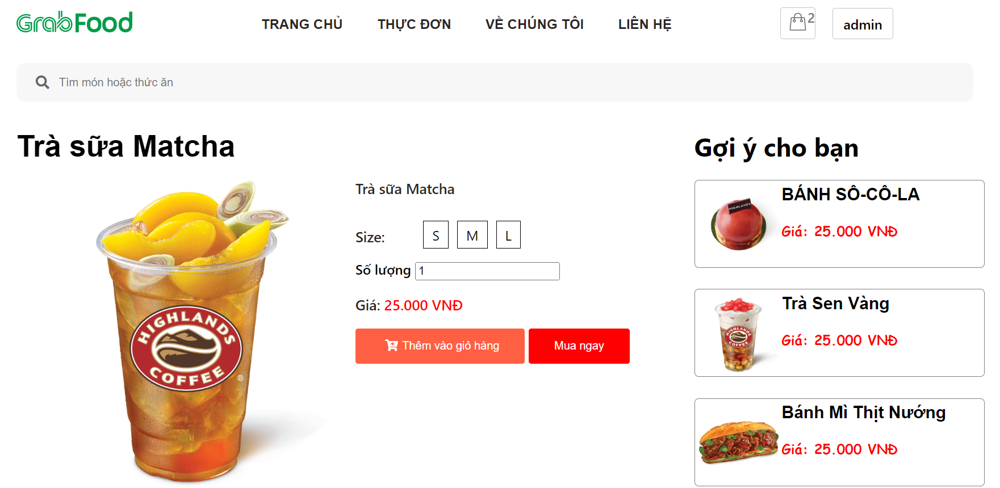 GrabFood
TRANG CHỦ THỰC ĐƠN VỀ CHÚNG TÔI LIÊN HỆ 2 admin
Tìm món hoặc thức ăn
Trà sữa Matcha
Trà sữa Matcha
Size: S M L
Số lượng 1
Giá: 25.000 VNĐ
Thêm vào giỏ hàng Mua ngay
HIGHLANDS
COFFEE ®
Gợi ý cho bạn
HIGHLANDS
BÁNH SÔ-CÔ-LA
Giá: 25.000 VNĐ
HIGHLANDS
COFFEE
Trà Sen Vàng
Giá: 25.000 VNĐ
Bánh Mì Thịt Nướng
Giá: 25.000 VNĐ